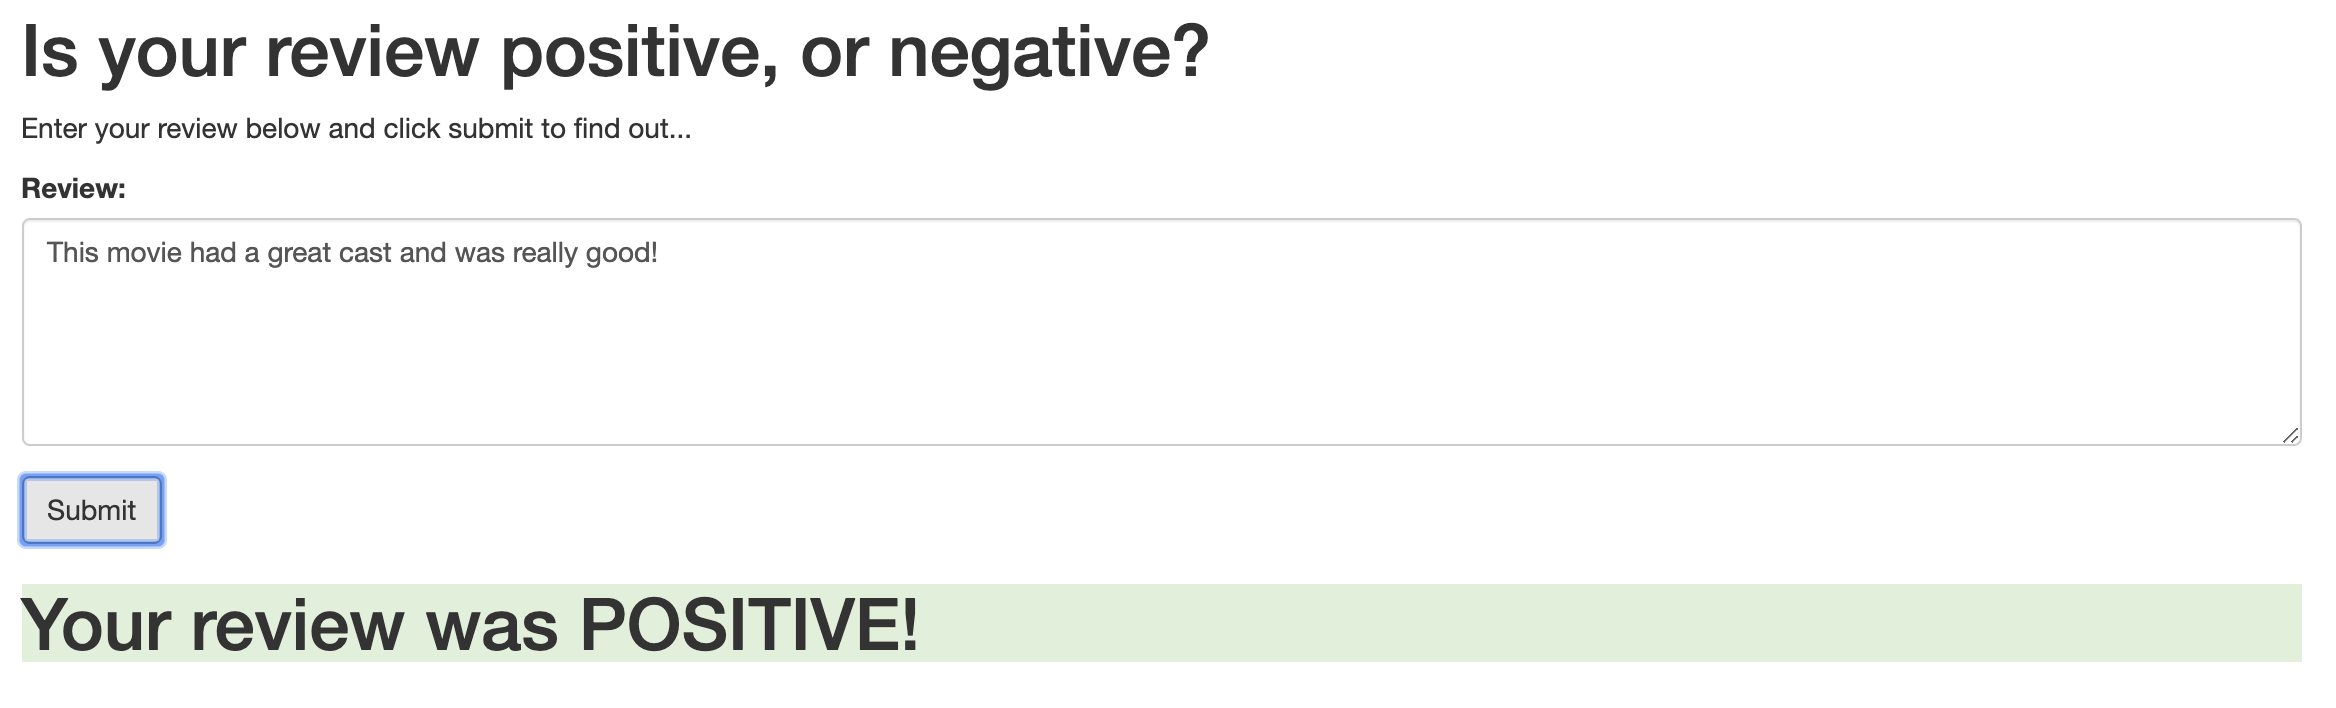 Is your review positive, or negative?
Enter your review below and click submit to find out...
Review:
This movie had a great cast and was really good!
Submit
Your review was POSITIVE!